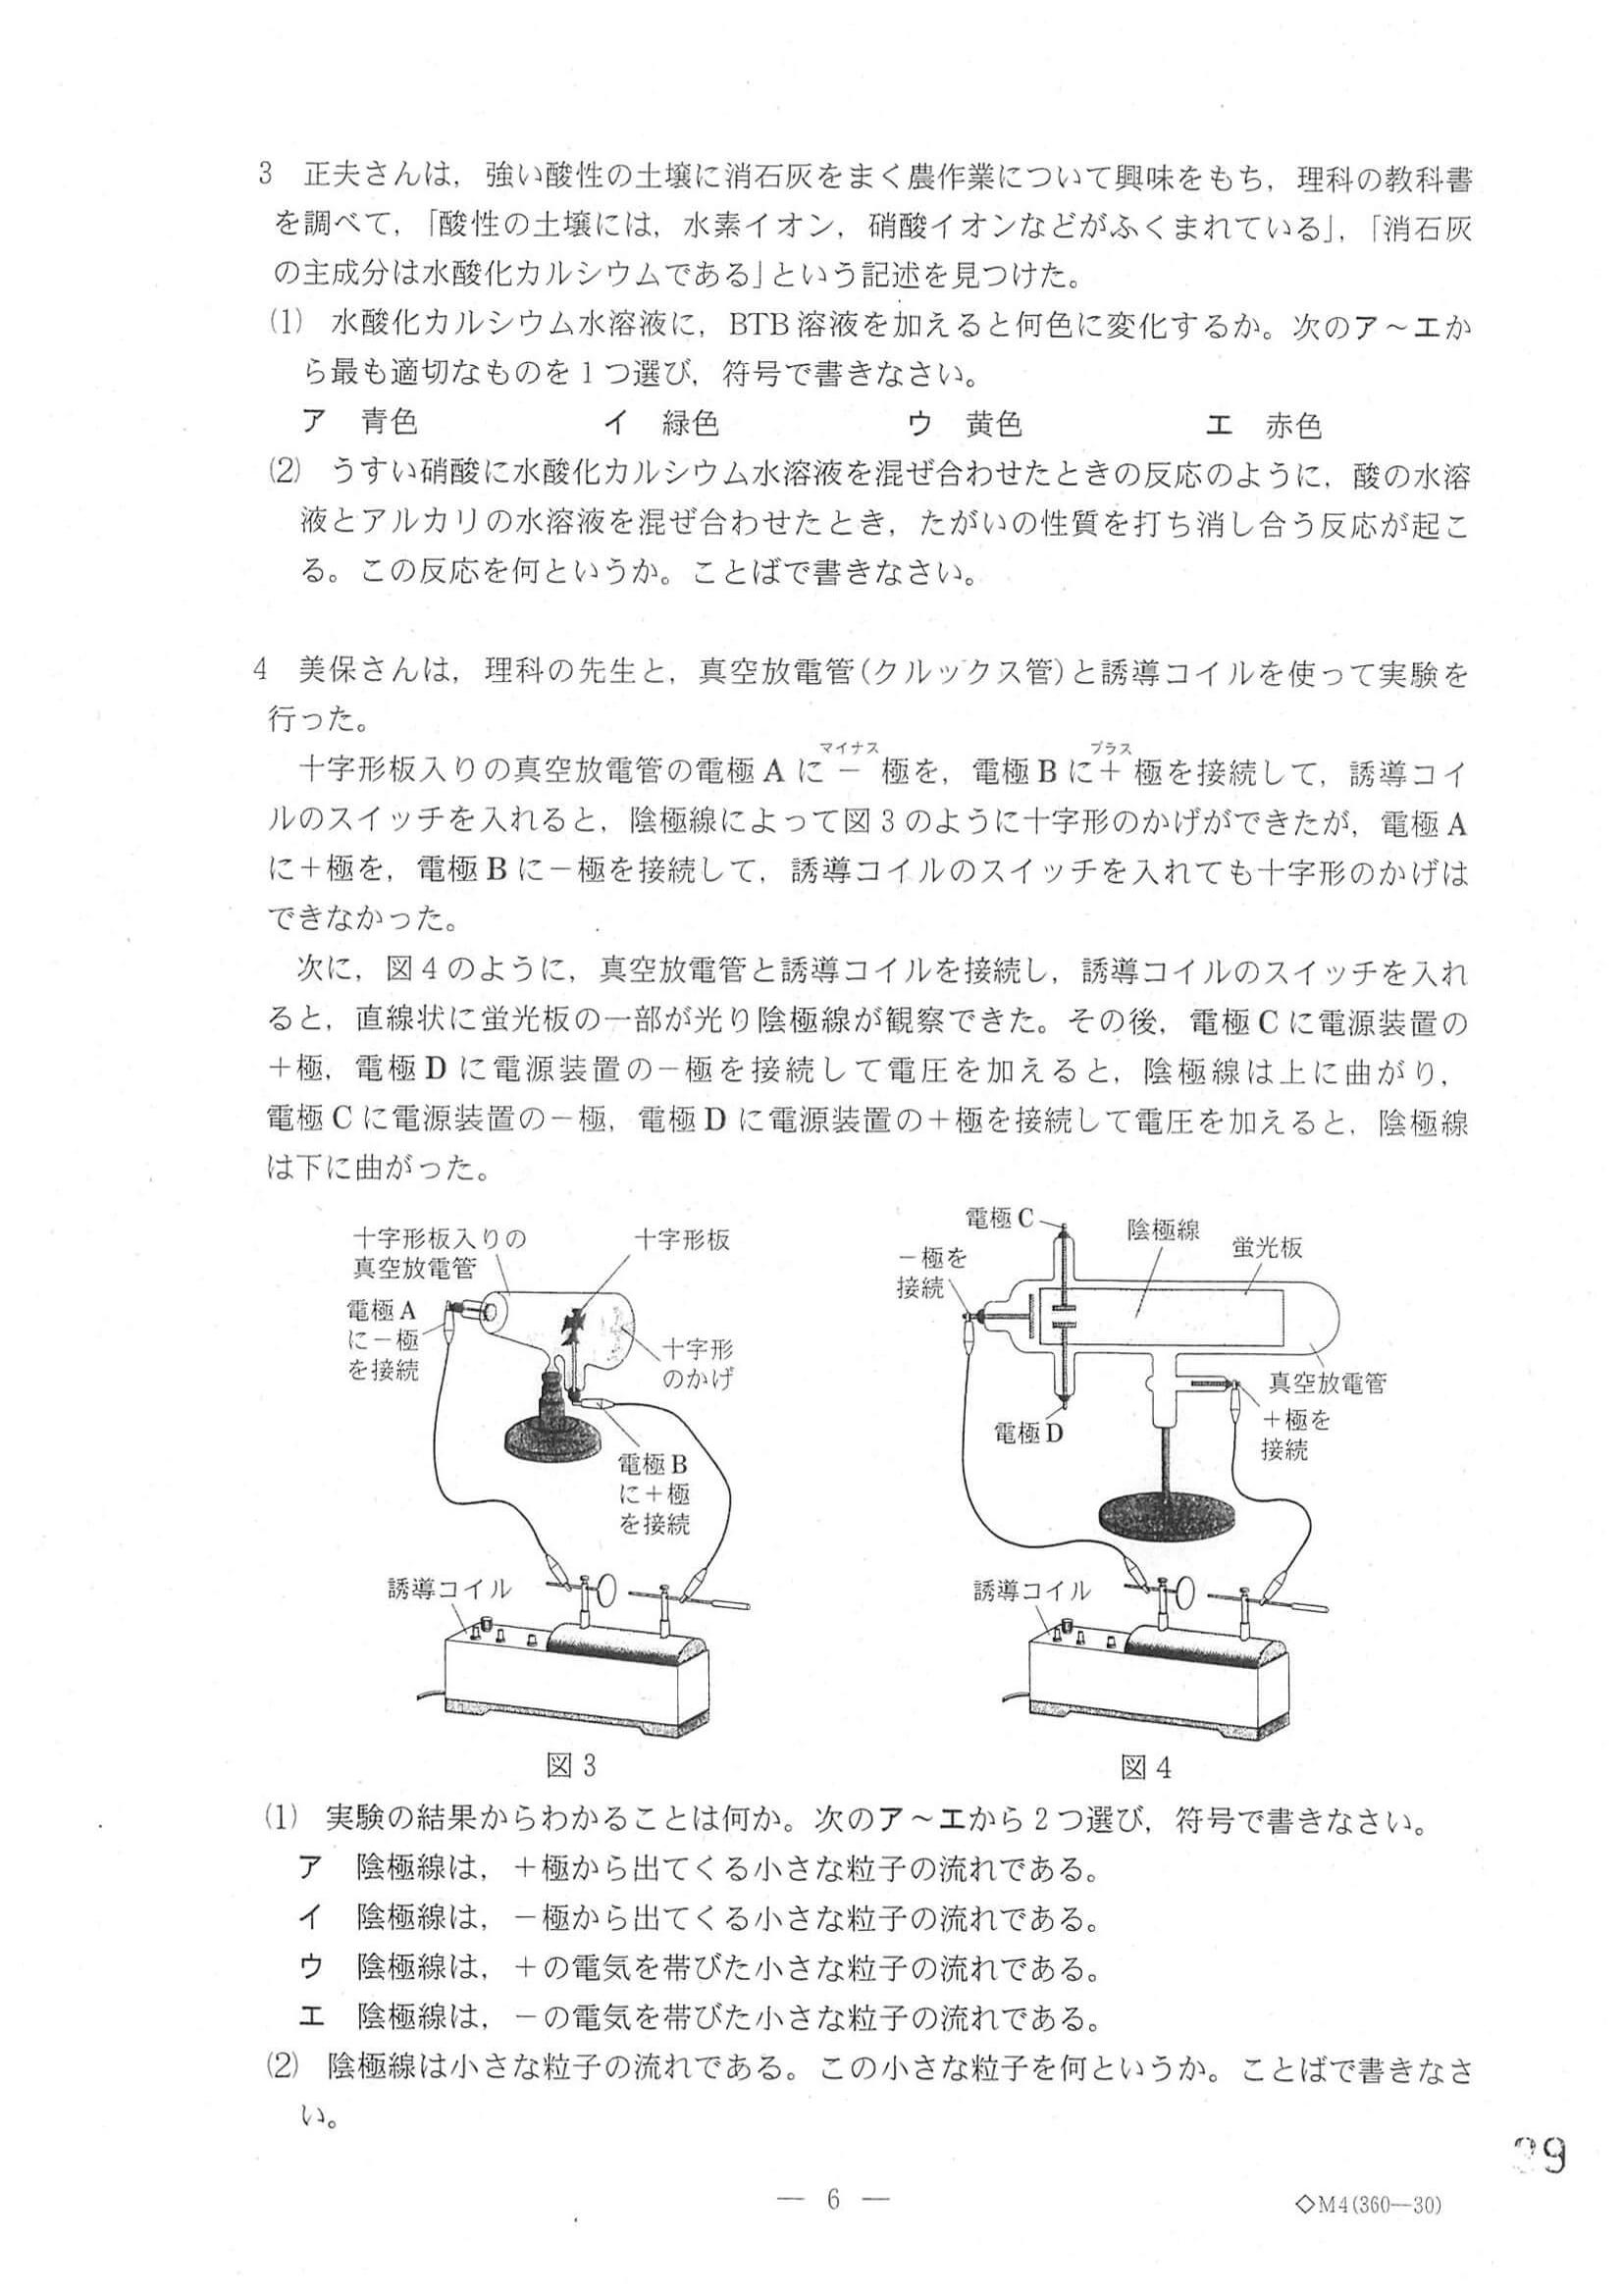 3 正夫さんは，強い酸性の土壌に消石灰をまく農作業について興味をもち，理科の教科書
を調べて，「酸性の土壌には，水素イオン，硝酸イオンなどがふくまれている」，「消石灰
の主成分は水酸化カルシウムである」という記述を見つけた。
(1) 水酸化カルシウム水溶液に，BTB溶液を加えると何色に変化するか。次のア～エか
ら最も適切なものを1つ選び，符号で書きなさい。
ア 青色 イ 緑色 ウ 黄色 エ 赤色
(2) うすい硝酸に水酸化カルシウム水溶液を混ぜ合わせたときの反応のように，酸の水溶
液とアルカリの水溶液を混ぜ合わせたとき，たがいの性質を打ち消し合う反応が起こ
る。この反応を何というか。ことばで書きなさい。
4 美保さんは，理科の先生と，真空放電管(クルックス管)と誘導コイルを使って実験を
行った。
マイナス プラス
十字形板入りの真空放電管の電極Aに－極を，電極Bに＋極を接続して，誘導コイ
ルのスイッチを入れると，陰極線によって図3のように十字形のかげができたが，電極A
に＋極を，電極Bに－極を接続して，誘導コイルのスイッチを入れても十字形のかげは
できなかった。
次に，図4のように，真空放電管と誘導コイルを接続し，誘導コイルのスイッチを入れ
ると，直線状に蛍光板の一部が光り陰極線が観察できた。その後，電極Cに電源装置の
＋極，電極Dに電源装置の－極を接続して電圧を加えると，陰極線は上に曲がり，
電極Cに電源装置の－極，電極Dに電源装置の＋極を接続して電圧を加えると，陰極線
は下に曲がった。
十字形板入りの
真空放電管
十字形板
電極A
に－極
を接続
十字形
のかげ
電極B
に＋極
を接続
誘導コイル
図3
電極C
陰極線
蛍光板
－極を
接続
真空放電管
＋極を
接続
電極D
誘導コイル
図4
(1) 実験の結果からわかることは何か。次のア～エから2つ選び，符号で書きなさい。
ア 陰極線は，＋極から出てくる小さな粒子の流れである。
イ 陰極線は，－極から出てくる小さな粒子の流れである。
ウ 陰極線は，＋の電気を帯びた小さな粒子の流れである。
エ 陰極線は，－の電気を帯びた小さな粒子の流れである。
(2) 陰極線は小さな粒子の流れである。この小さな粒子を何というか。ことばで書きなさ
い。
— 6 —
◇M4(360—30)